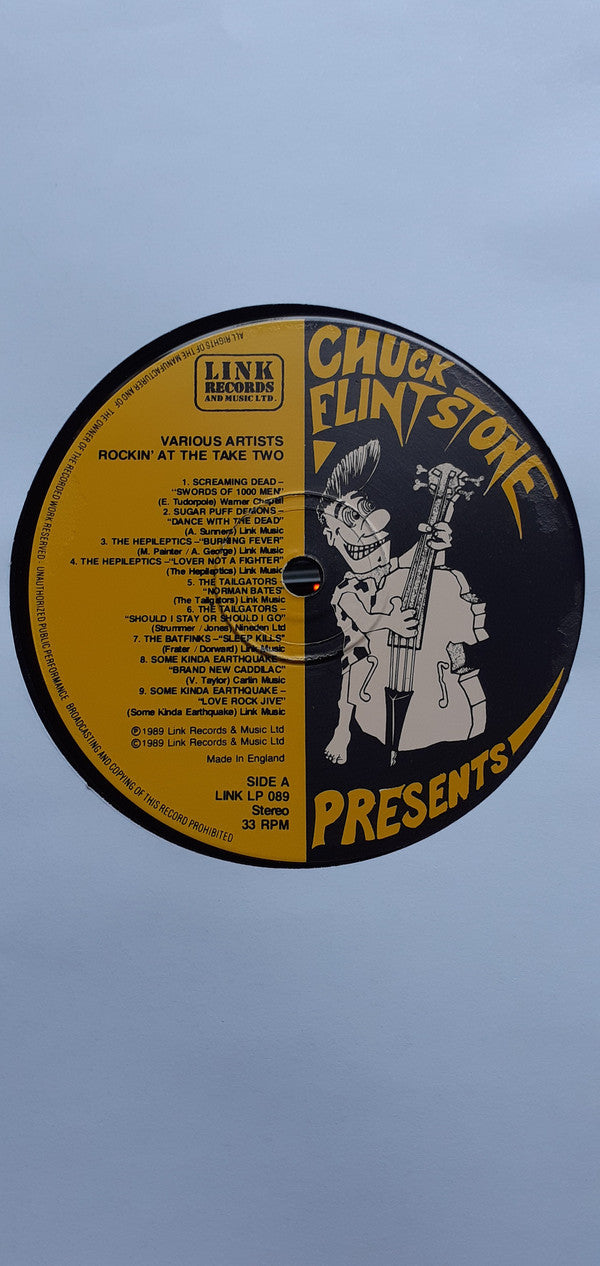 LINK
RECORDS
AND MUSIC LTD.
VARIOUS ARTISTS
ROCKIN' AT THE TAKE TWO
1. SCREAMING DEAD –
"SWORDS OF 1000 MEN"
(E. Tudorpole) Warner Chappell
2. SUGAR PUFF DEMONS –
"DANCE WITH THE DEAD"
(A. Sunners) Link Music
3. THE HEPILEPTICS –"BURNING FEVER"
(M. Painter / A. George) Link Music
4. THE HEPILEPTICS –"LOVER NOT A FIGHTER"
(The Hepileptics) Link Music
5. THE TAILGATORS –
"NORMAN BATES"
(The Tailgators) Link Music
6. THE TAILGATORS –
"SHOULD I STAY OR SHOULD I GO"
(Strummer / Jones) Nineden Ltd
7. THE BATFINKS –"SLEEP KILLS"
(Frater / Dorward) Link Music
8. SOME KINDA EARTHQUAKE –
"BRAND NEW CADDILAC"
(V. Taylor) Carlin Music
9. SOME KINDA EARTHQUAKE –
"LOVE ROCK JIVE"
(Some Kinda Earthquake) Link Music
Ⓟ1989 Link Records & Music Ltd
©1989 Link Records & Music Ltd
Made in England
SIDE A
LINK LP 089
Stereo
33 RPM
ALL RIGHTS OF THE MANUFACTURER AND OF THE OWNER OF THE RECORDED WORK RESERVED : UNAUTHORIZED PUBLIC PERFORMANCE BROADCASTING AND COPYING OF THIS RECORD PROHIBITED
CHUCK
FLINTSTONE
PRESENTS